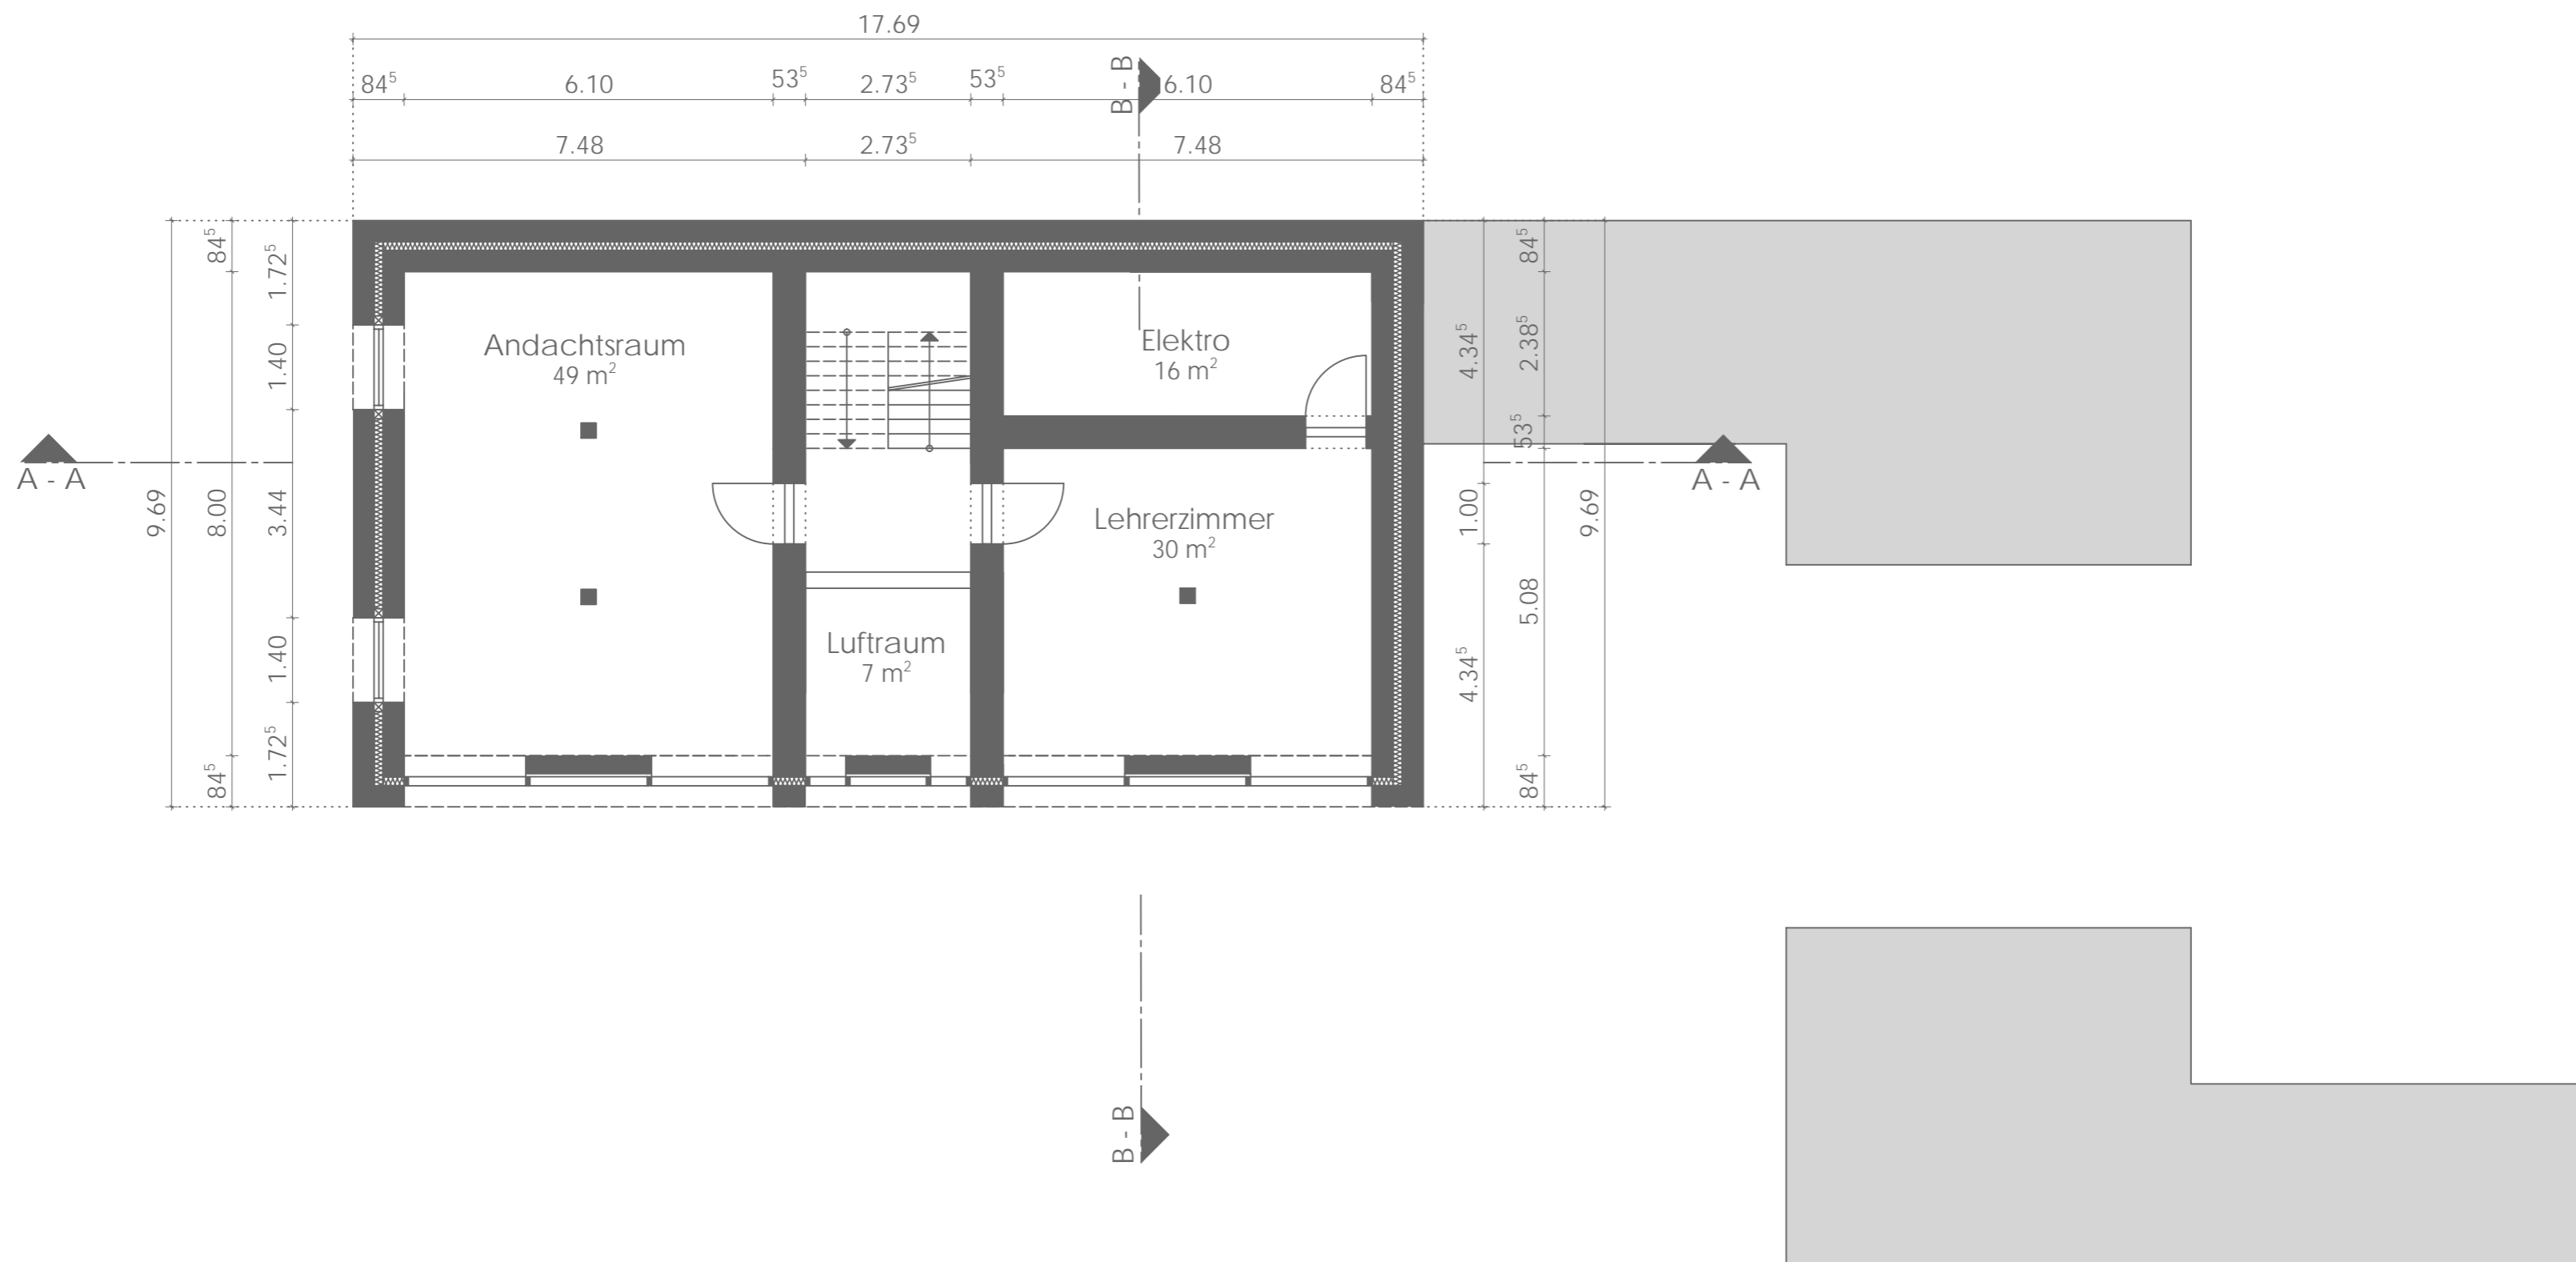 17.69
84⁵ 6.10 53⁵ 2.73⁵ 53⁵ 6.10 84⁵
B - B
7.48 2.73⁵ 7.48
9.69
84⁵
8.00
84⁵
1.72⁵
1.40
3.44
1.40
1.72⁵
Andachtsraum
49 m²
Elektro
16 m²
Lehrerzimmer
30 m²
Luftraum
7 m²
4.34⁵
1.00
4.34⁵
84⁵
2.38⁵
53⁵
5.08
84⁵
9.69
A - A
A - A
B - B